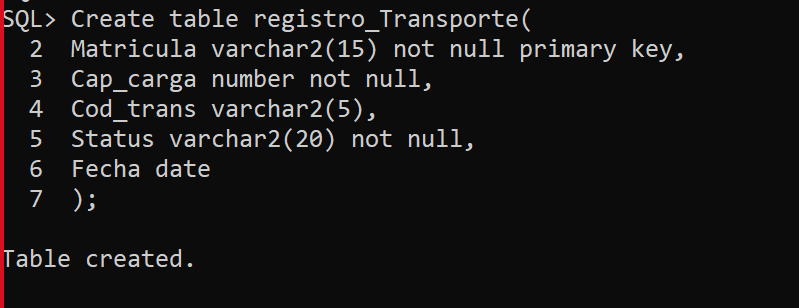 SQL> Create table registro_Transporte(
2 Matricula varchar2(15) not null primary key,
3 Cap_carga number not null,
4 Cod_trans varchar2(5),
5 Status varchar2(20) not null,
6 Fecha date
7 );
Table created.